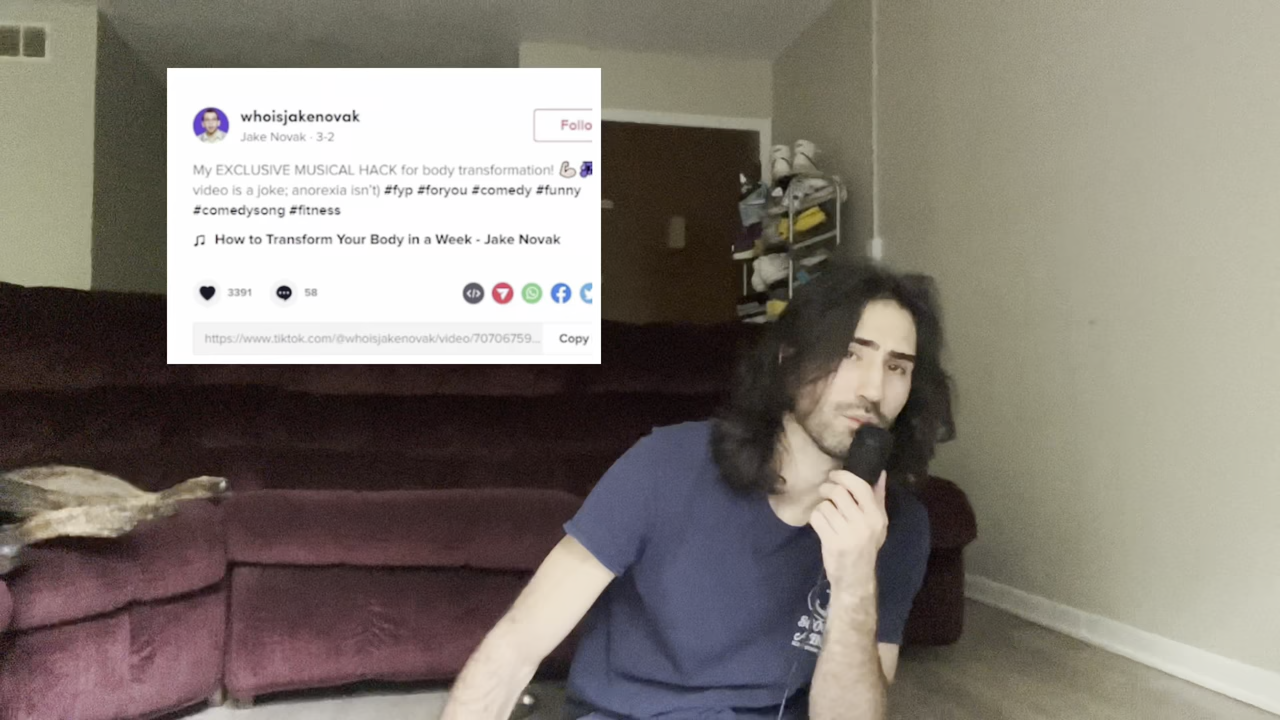 whoisjakenovak
Jake Novak · 3-2
Follo
My EXCLUSIVE MUSICAL HACK for body transformation!
video is a joke; anorexia isn't) #fyp #foryou #comedy #funny
#comedysong #fitness
How to Transform Your Body in a Week - Jake Novak
3391
58
https://www.tiktok.com/@whoisjakenovak/video/70706759...
Copy